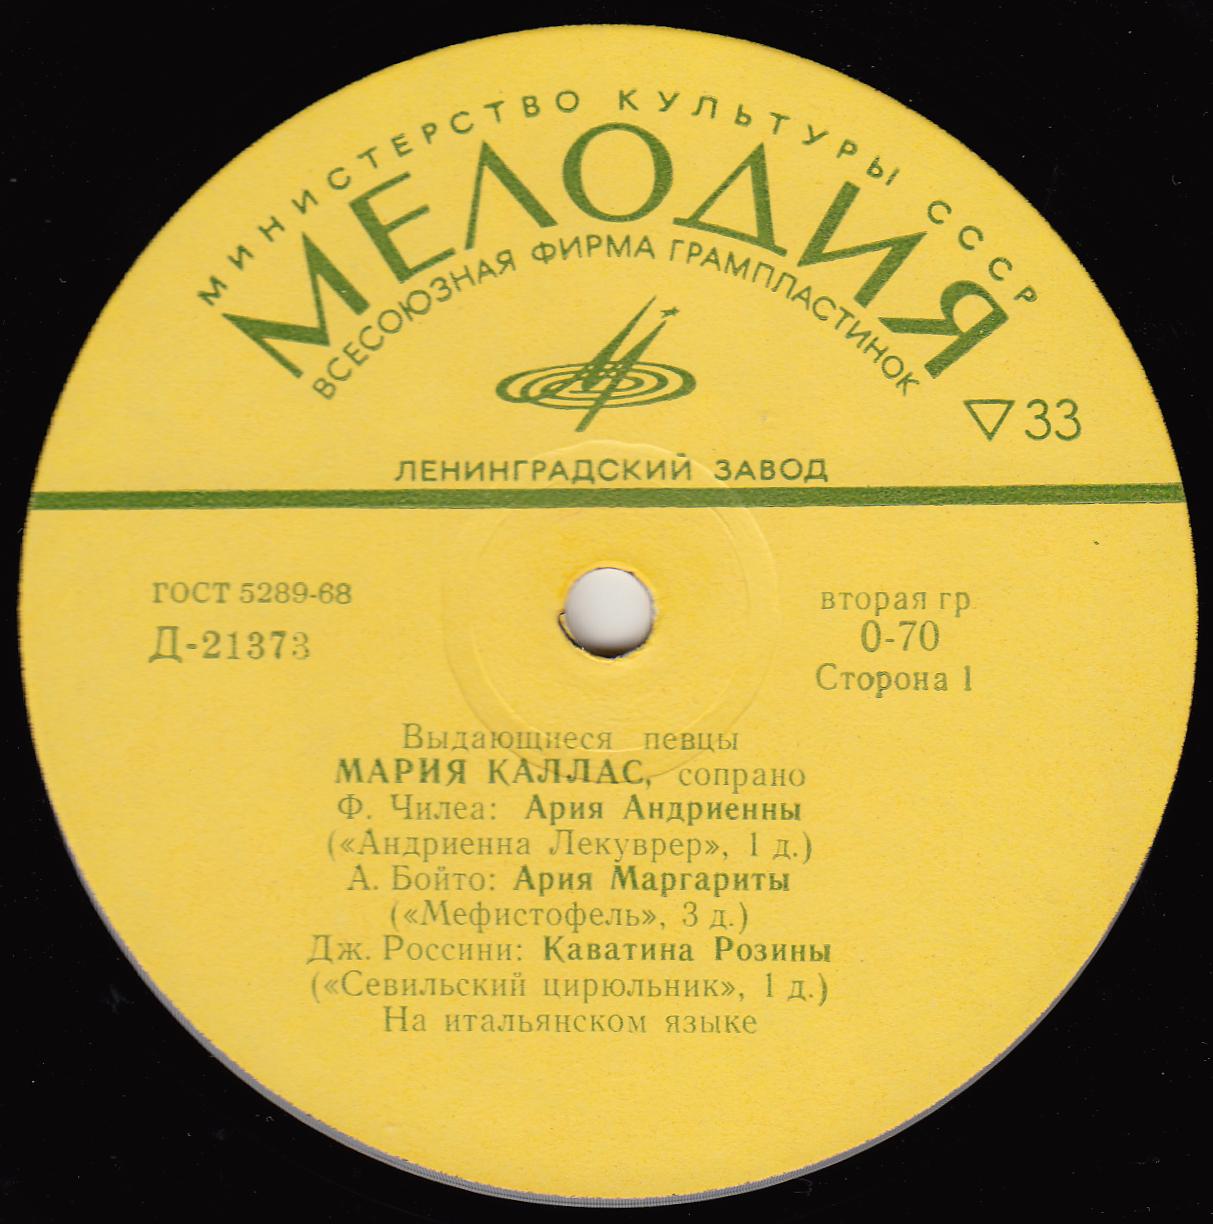 МИНИСТЕРСТВО КУЛЬТУРЫ СССР
МЕЛОДИЯ
ВСЕСОЮЗНАЯ ФИРМА ГРАМПЛАСТИНОК
▽33
ЛЕНИНГРАДСКИЙ ЗАВОД
ГОСТ 5289-68
Д-21373
вторая гр.
0-70
Сторона 1
Выдающиеся певцы
МАРИЯ КАЛЛАС, сопрано
Ф. Чилеа: Ария Андриенны
(«Андриенна Лекуврер», 1 д.)
А. Бойто: Ария Маргариты
(«Мефистофель», 3 д.)
Дж. Россини: Каватина Розины
(«Севильский цирюльник», 1 д.)
На итальянском языке